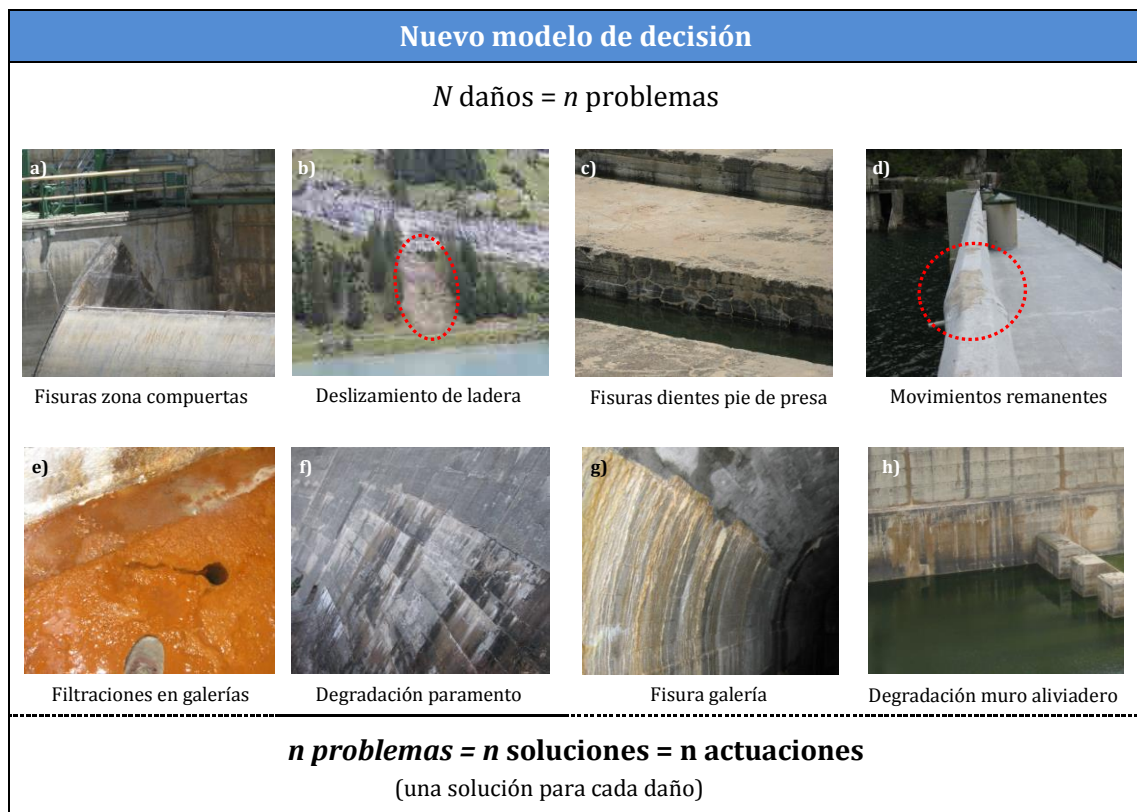 Nuevo modelo de decisión
N daños = n problemas
a)
b)
c)
d)
Fisuras zona compuertas
Deslizamiento de ladera
Fisuras dientes pie de presa
Movimientos remanentes
e)
f)
g)
h)
Filtraciones en galerías
Degradación paramento
Fisura galería
Degradación muro aliviadero
n problemas = n soluciones = n actuaciones
(una solución para cada daño)